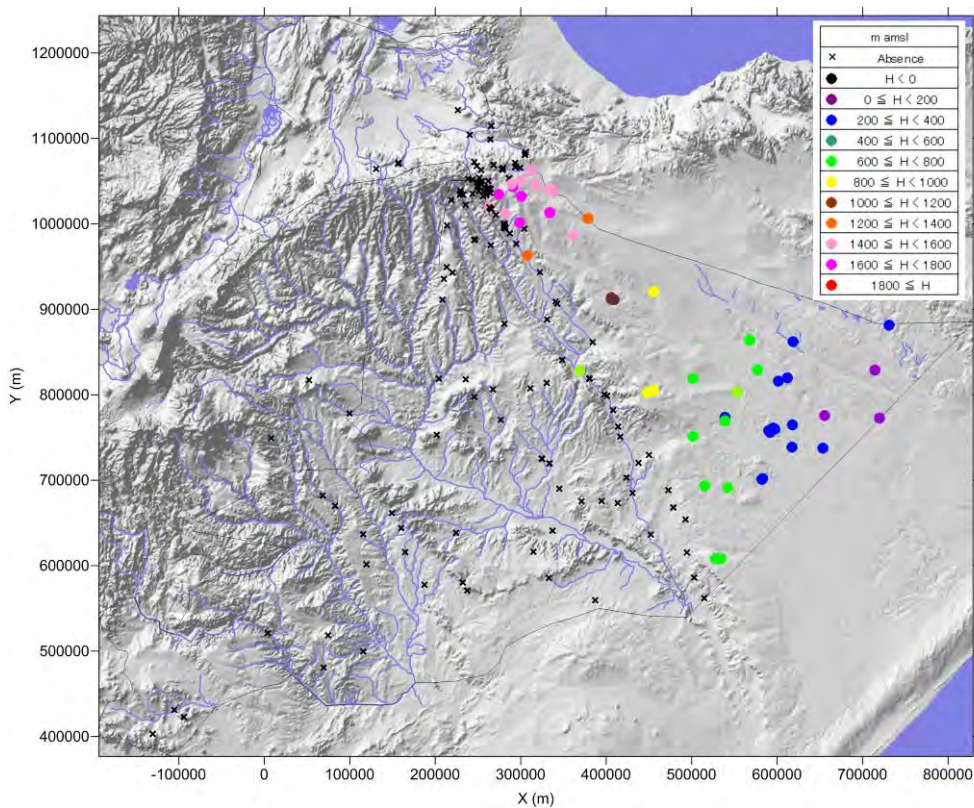 m amsl
Absence
H < 0
0 ≦ H < 200
200 ≦ H < 400
400 ≦ H < 600
600 ≦ H < 800
800 ≦ H < 1000
1000 ≦ H < 1200
1200 ≦ H < 1400
1400 ≦ H < 1600
1600 ≦ H < 1800
1800 ≦ H
1200000
1100000
1000000
900000
800000
700000
600000
500000
400000
Y (m)
-100000 0 100000 200000 300000 400000 500000 600000 700000 800000
X (m)